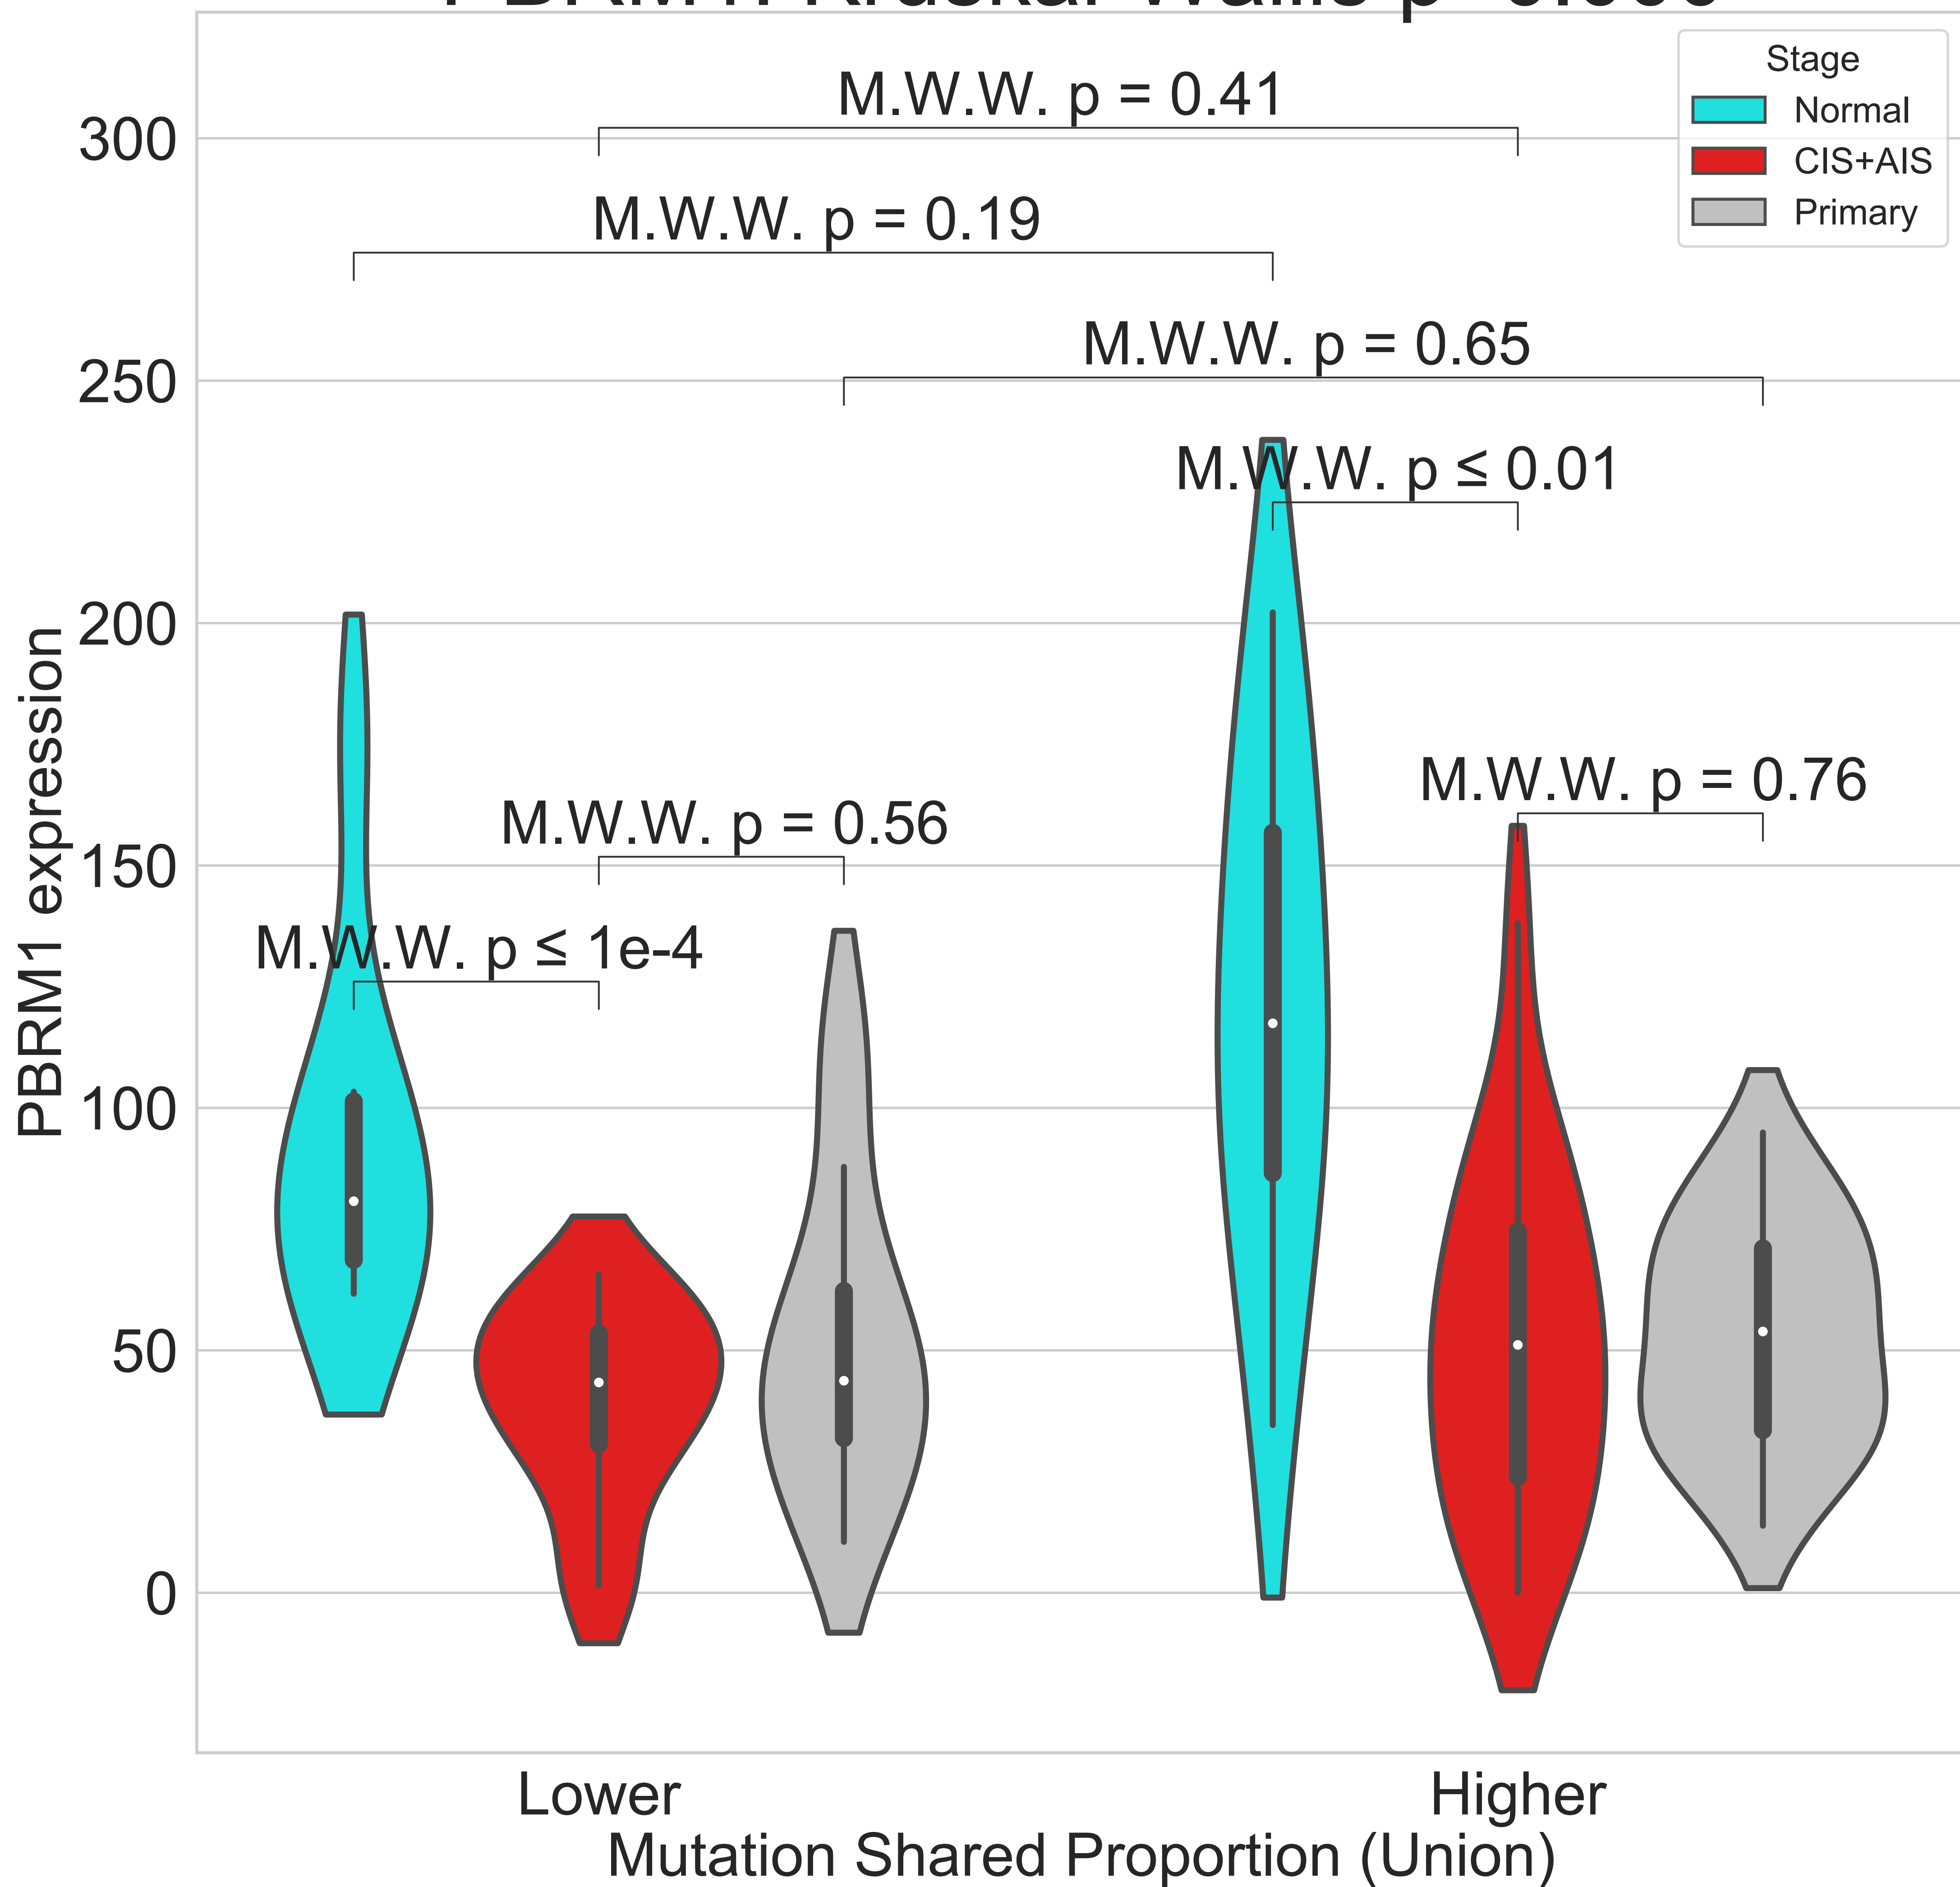 Stage
Normal
CIS+AIS
Primary
M.W.W. p = 0.41
M.W.W. p = 0.19
M.W.W. p = 0.65
M.W.W. p ≤ 0.01
M.W.W. p = 0.76
M.W.W. p = 0.56
M.W.W. p ≤ 1e-4
300
250
200
150
100
50
0
PBRM1 expression
Lower
Higher
Mutation Shared Proportion (Union)